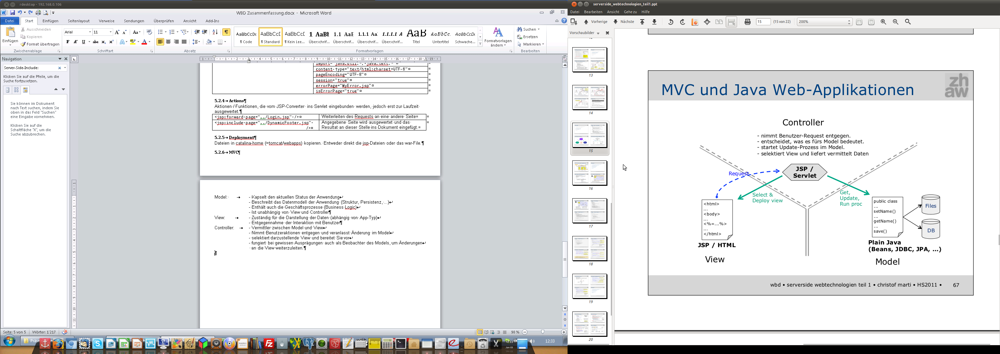 rdesktop - 192.168.0.106
WBD Zusammenfassung.docx - Microsoft Word
Datei
Start
Einfügen
Seitenlayout
Verweise
Sendungen
Überprüfen
Ansicht
Add-Ins
Einfügen
Ausschneiden
Kopieren
Format übertragen
Zwischenablage
Arial
11
Schriftart
Absatz
AaBbCcDc
¶ Code
AaBbCcD
¶ Standard
AaBbCcD
¶ Kein Lee...
1 AaBb
Überschrif...
1.1 AaB
Überschrif...
1.1.1 Aa
Überschrif...
1.1.1.1 A
Überschrif...
AaB
Titel
AaBbCc.
Untertitel
AaBbCcDc
Schwache...
Formatvorlagen
ändern
Formatvorlagen
Suchen
Ersetzen
Markieren
Bearbeiten
Navigation
Server-Side-Include:
Klicken Sie auf die Pfeile, um die
Suche fortzusetzen.
Sie können im Dokument
nach Text suchen, indem Sie
oben in das Feld "Suchen"
eine Eingabe vornehmen.
Klicken Sie auf die
Schaltfläche "X", um die
Suche abzubrechen.
import="java.util.*, java.text.*"¤
content-type="text/html;charset=UTF-8"¤
pageEncoding="UTF-8"¤
session="true"¤
errorPage="MyError.jsp"¤
isErrorPage="true"¤
5.2.4→ Actions¶
Aktionen / Funktionen, die vom JSP-Converter ins Servlet eingebunden werden, jedoch erst zur Laufzeit
ausgewertet.¶
<jsp:forward page="../Login.jsp" />¤
Weiterleiten des Requests an eine andere Seite¤
<jsp:include page="../DynamicFooter.jsp"
/>¤
Angegebene Seite wird ausgewertet und das
Resultat an dieser Stelle ins Dokument eingefügt.¤
5.2.5→ Deployment¶
Dateien in catalina-home (=tomcat/webapps) kopieren. Entweder direkt die jsp-Dateien oder das war-File.¶
5.2.6→ MVC¶
Model: → - Kapselt den aktuellen Status der Anwendung↵
- Beschreibt das Datenmodell der Anwendung (Struktur, Persistenz, ...)↵
- Enthält auch die Geschäftsprozesse (Business Logic)↵
- Ist unabhängig von View und Controller¶
View: → - Zuständig für die Darstellung der Daten (abhängig von App-Typ)↵
- Entgegennahme der Interaktion mit Benutzer¶
Controller: → - Vermittler zwischen Model und View↵
- Nimmt Benutzeraktionen entgegen und veranlasst Änderung im Model↵
- selektiert darzustellende View und bereitet Sie vor↵
- fungiert bei gewissen Ausprägungen auch als Beobachter des Models, um Änderungen↵
an die View weiterzuleiten.¶
¶
Seite: 5 von 5
Wörter: 1'217
90 %
12:33
12:33
Jan 03
serverside_webtechnologien_teil1.ppt
Datei
Bearbeiten
Ansicht
Gehe zu
Hilfe
Vorherige
Nächste
15
(15 von 22)
200%
Vorschaubilder
13
14
15
16
17
18
19
20
zh
aw
MVC und Java Web-Applikationen
Controller
- nimmt Benutzer-Request entgegen.
- entscheidet, was es fürs Model bedeutet.
- startet Update-Prozess im Model.
- selektiert View und liefert vermittelt Daten
JSP /
Servlet
Request
Select &
Deploy view
Get,
Update,
Run proc
<html>
...
<body>
...
<%=...%>
...
</html>
JSP / HTML
View
public class
...
setName()
...
getName()
...
save()
Files
DB
Plain Java
(Beans, JDBC, JPA, ...)
Model
wbd • serverside webtechnologien teil 1 • christof marti • HS2011 •
67